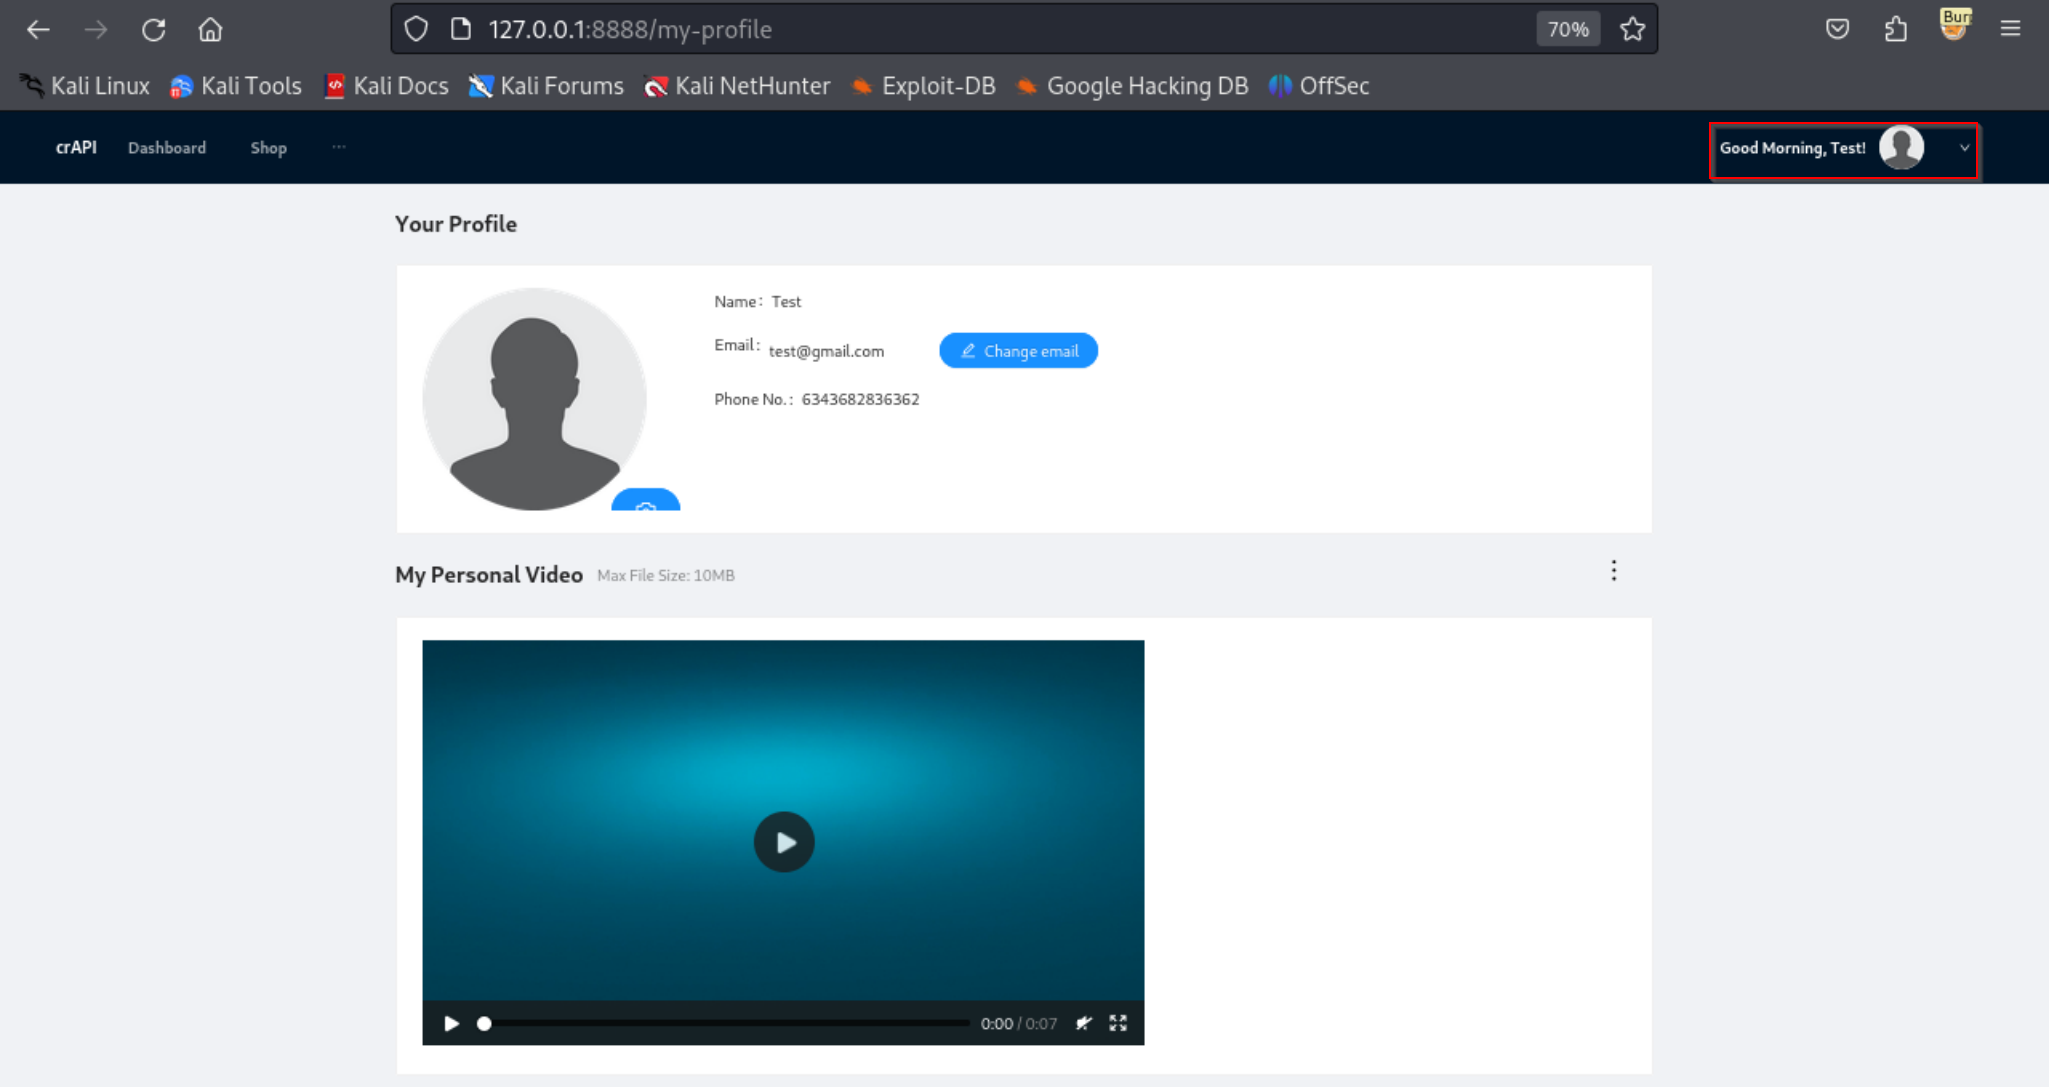 127.0.0.1:8888/my-profile 70% Bur
Kali Linux Kali Tools Kali Docs Kali Forums Kali NetHunter Exploit-DB Google Hacking DB OffSec
crAPI Dashboard Shop ··· Good Morning, Test!
Your Profile
Name: Test
Email: test@gmail.com Change email
Phone No.: 6343682836362
My Personal Video Max File Size: 10MB
0:00 / 0:07